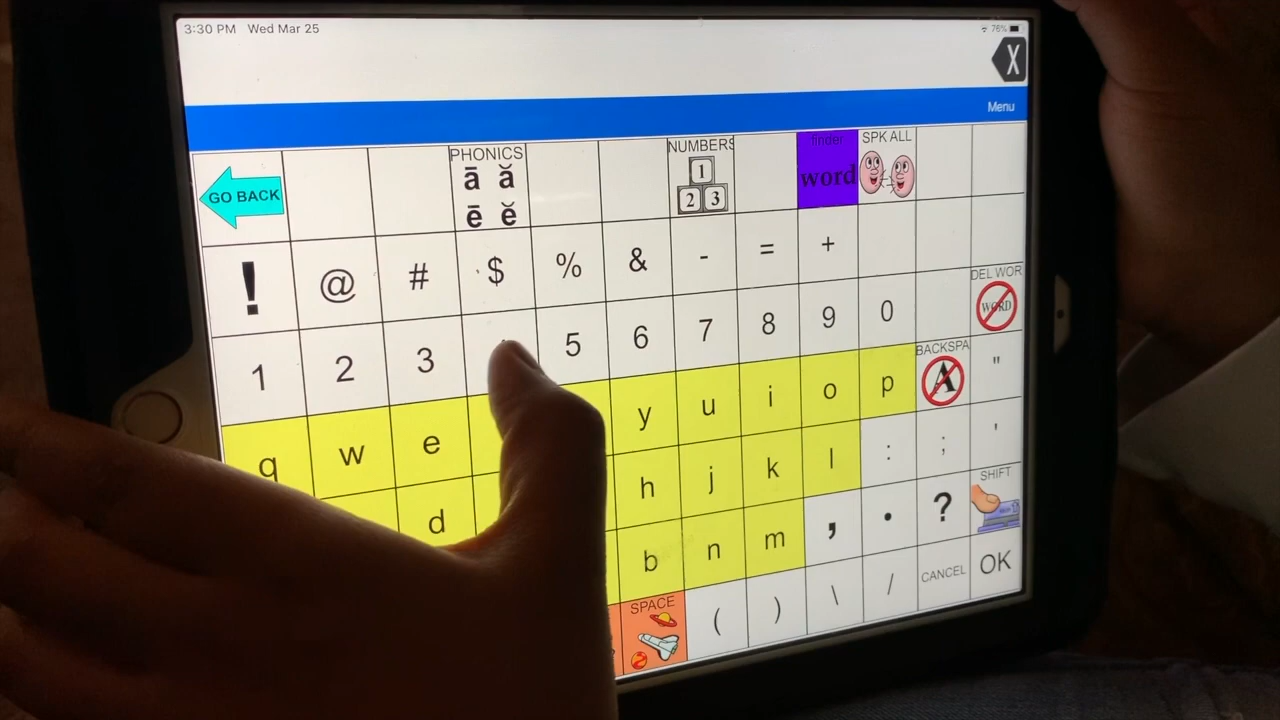 3:30 PM Wed Mar 25 76%
X
Menu
GO BACK PHONICS NUMBERS finder SPK ALL
ā ă 1 word
ē ĕ 2 3
! @ # $ % & - = +
1 2 3 5 6 7 8 9 0 DEL WOR
WORD
q w e y u i o p BACKSPA "
A
d h j k l : ; '
b n m , . ? SHIFT
SPACE ( ) \ / CANCEL OK